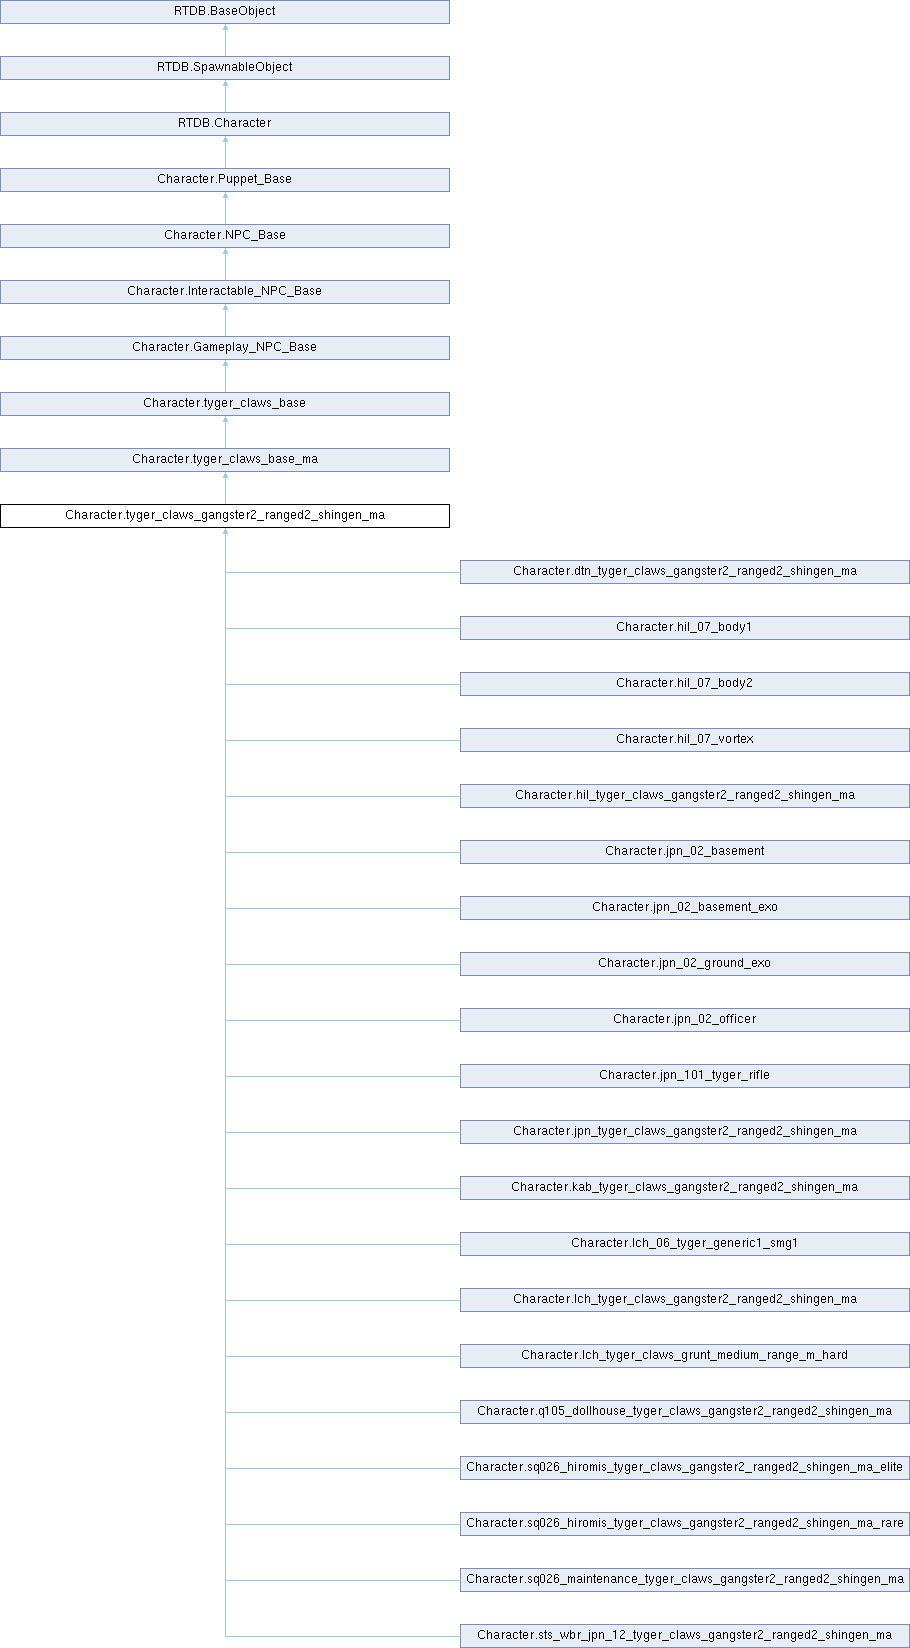 RTDB.BaseObject
RTDB.SpawnableObject
RTDB.Character
Character.Puppet_Base
Character.NPC_Base
Character.Interactable_NPC_Base
Character.Gameplay_NPC_Base
Character.tyger_claws_base
Character.tyger_claws_base_ma
Character.tyger_claws_gangster2_ranged2_shingen_ma
Character.dtn_tyger_claws_gangster2_ranged2_shingen_ma
Character.hil_07_body1
Character.hil_07_body2
Character.hil_07_vortex
Character.hil_tyger_claws_gangster2_ranged2_shingen_ma
Character.jpn_02_basement
Character.jpn_02_basement_exo
Character.jpn_02_ground_exo
Character.jpn_02_officer
Character.jpn_101_tyger_rifle
Character.jpn_tyger_claws_gangster2_ranged2_shingen_ma
Character.kab_tyger_claws_gangster2_ranged2_shingen_ma
Character.lch_06_tyger_generic1_smg1
Character.lch_tyger_claws_gangster2_ranged2_shingen_ma
Character.lch_tyger_claws_grunt_medium_range_m_hard
Character.q105_dollhouse_tyger_claws_gangster2_ranged2_shingen_ma
Character.sq026_hiromis_tyger_claws_gangster2_ranged2_shingen_ma_elite
Character.sq026_hiromis_tyger_claws_gangster2_ranged2_shingen_ma_rare
Character.sq026_maintenance_tyger_claws_gangster2_ranged2_shingen_ma
Character.sts_wbr_jpn_12_tyger_claws_gangster2_ranged2_shingen_ma